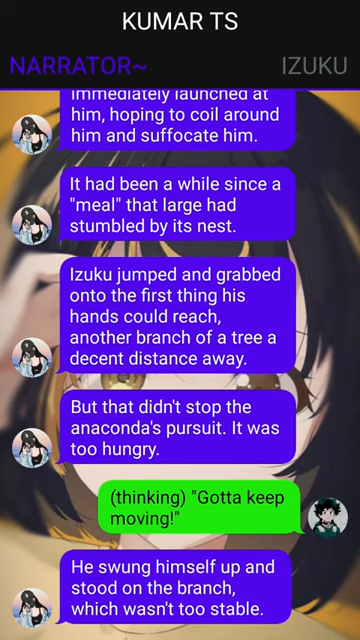 KUMAR TS
NARRATOR~
IZUKU
immediately launched at
him, hoping to coil around
him and suffocate him.
It had been a while since a
"meal" that large had
stumbled by its nest.
Izuku jumped and grabbed
onto the first thing his
hands could reach,
another branch of a tree a
decent distance away.
But that didn't stop the
anaconda's pursuit. It was
too hungry.
(thinking) "Gotta keep
moving!"
He swung himself up and
stood on the branch,
which wasn't too stable.